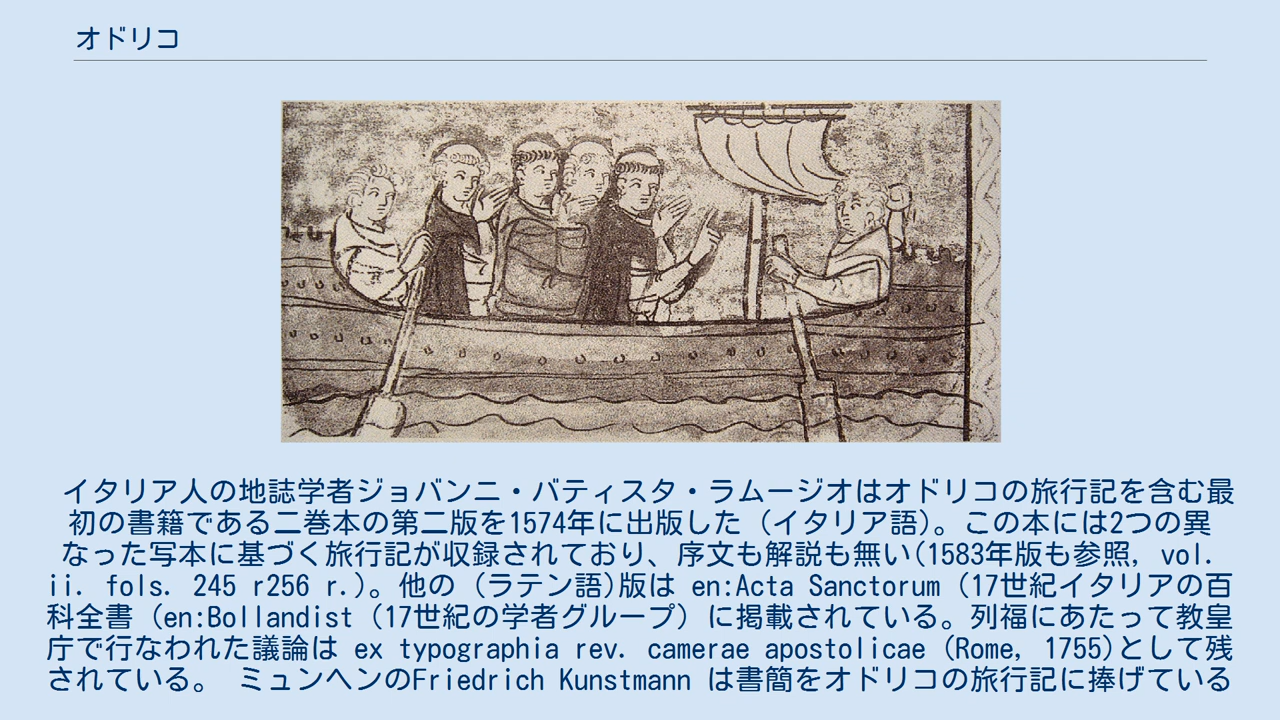 オドリコ
イタリア人の地誌学者ジョバンニ・バティスタ・ラムージオはオドリコの旅行記を含む最
初の書籍である二巻本の第二版を1574年に出版した（イタリア語）。この本には2つの異
なった写本に基づく旅行記が収録されており、序文も解説も無い(1583年版も参照, vol.
ii. fols. 245 r256 r.)。他の（ラテン語)版は en:Acta Sanctorum（17世紀イタリアの百
科全書（en:Bollandist（17世紀の学者グループ）に掲載されている。列福にあたって教皇
庁で行なわれた議論は ex typographia rev. camerae apostolicae (Rome, 1755)として残
されている。 ミュンヘンのFriedrich Kunstmann は書簡をオドリコの旅行記に捧げている